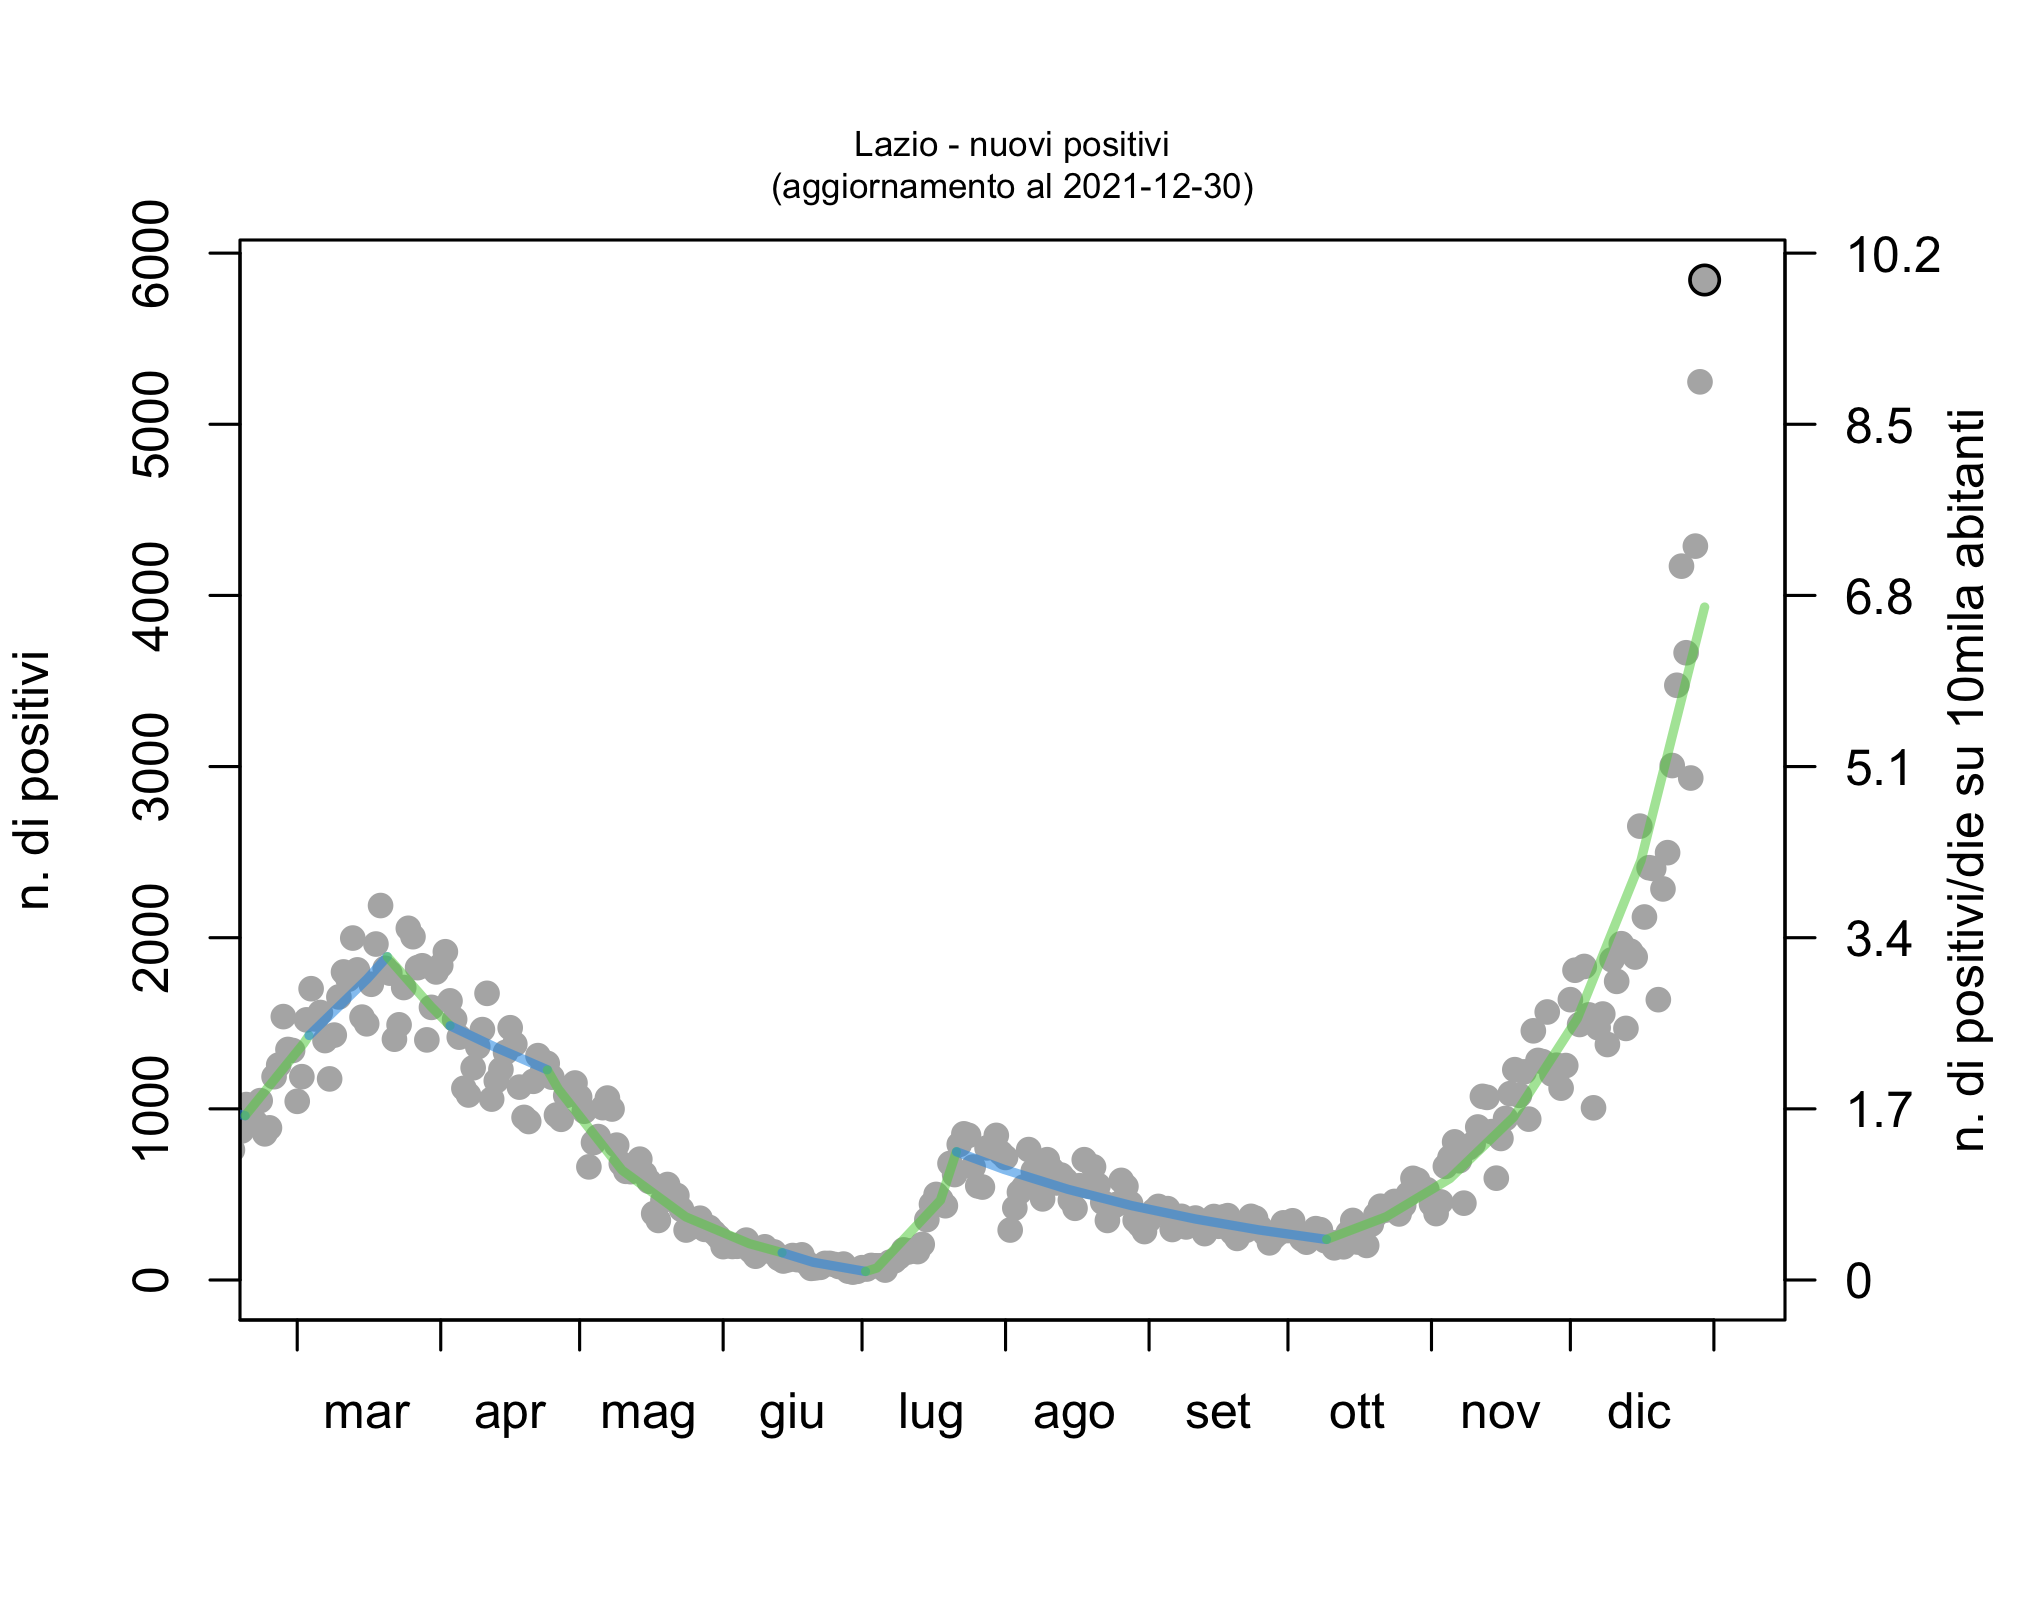 Lazio - nuovi positivi
(aggiornamento al 2021-12-30)
n. di positivi
6000
5000
4000
3000
2000
1000
0
10.2
8.5
6.8
5.1
3.4
1.7
0
n. di positivi/die su 10mila abitanti
mar apr mag giu lug ago set ott nov dic